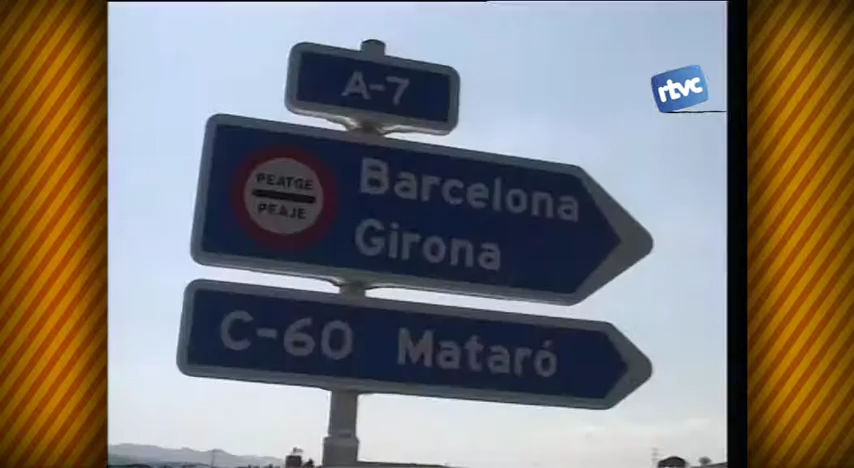 rtvc
A-7
PEATGE
PEAJE
Barcelona
Girona
C-60 Mataró